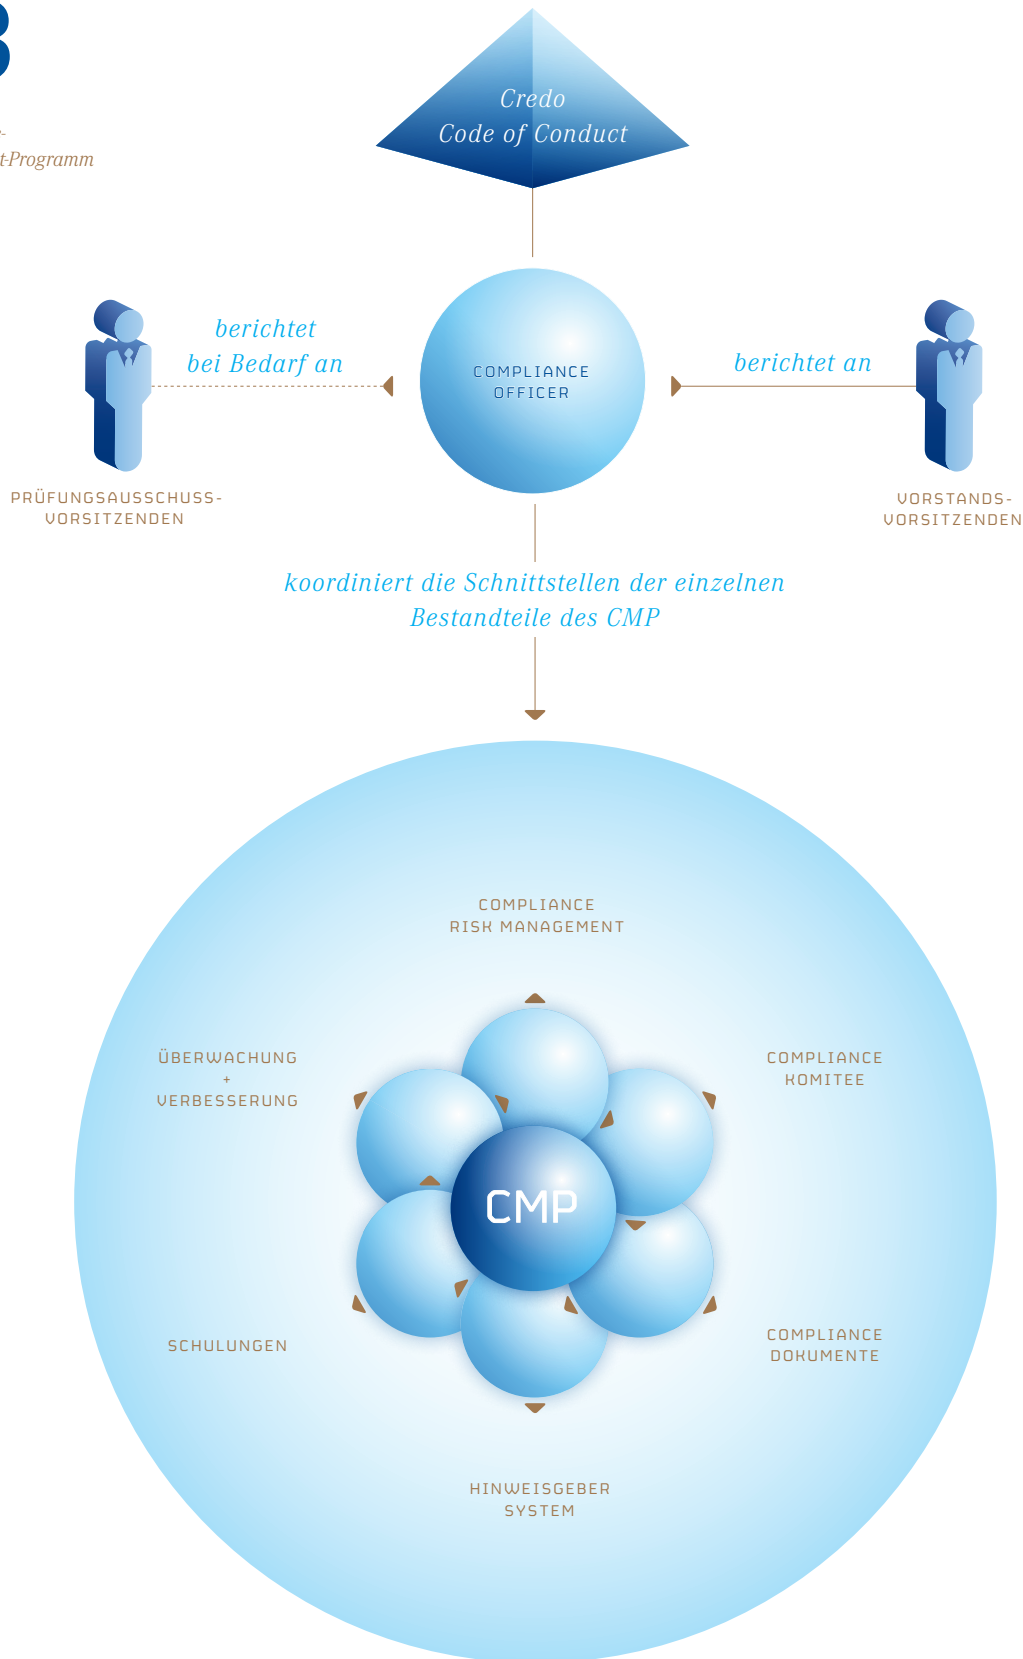 t-Programm
Credo
Code of Conduct
berichtet
bei Bedarf an
COMPLIANCE
OFFICER
berichtet an
PRÜFUNGSAUSSCHUSS-
VORSITZENDEN
VORSTANDS-
VORSITZENDEN
koordiniert die Schnittstellen der einzelnen
Bestandteile des CMP
COMPLIANCE
RISK MANAGEMENT
ÜBERWACHUNG
+
VERBESSERUNG
COMPLIANCE
KOMITEE
CMP
SCHULUNGEN
COMPLIANCE
DOKUMENTE
HINWEISGEBER
SYSTEM